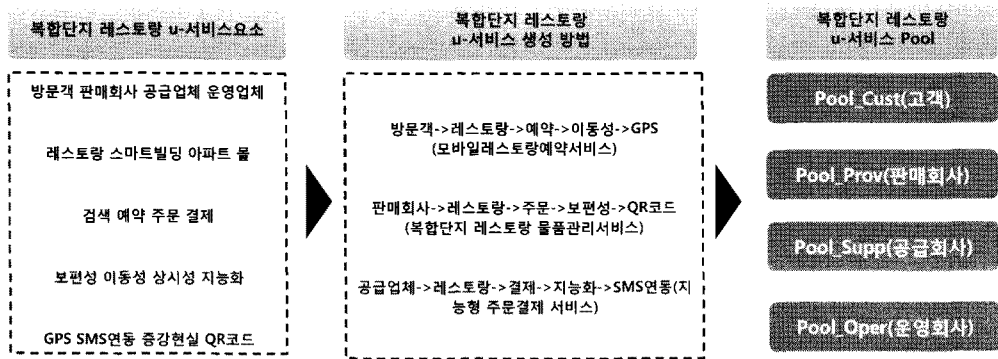 복합단지 레스토랑 u-서비스요소
방문객 판매회사 공급업체 운영업체
레스토랑 스마트빌딩 아파트 몰
검색 예약 주문 결제
보편성 이동성 상시성 지능화
GPS SMS연동 증강현실 QR코드
복합단지 레스토랑
u-서비스 생성 방법
방문객->레스토랑->예약->이동성->GPS
(모바일레스토랑예약서비스)
판매회사->레스토랑->주문->보편성->QR코드
(복합단지 레스토랑 물품관리서비스)
공급업체->레스토랑->결제->지능화->SMS연동(지
능형 주문결제 서비스)
복합단지 레스토랑
u-서비스 Pool
Pool_Cust(고객)
Pool_Prov(판매회사)
Pool_Supp(공급회사)
Pool_Oper(운영회사)